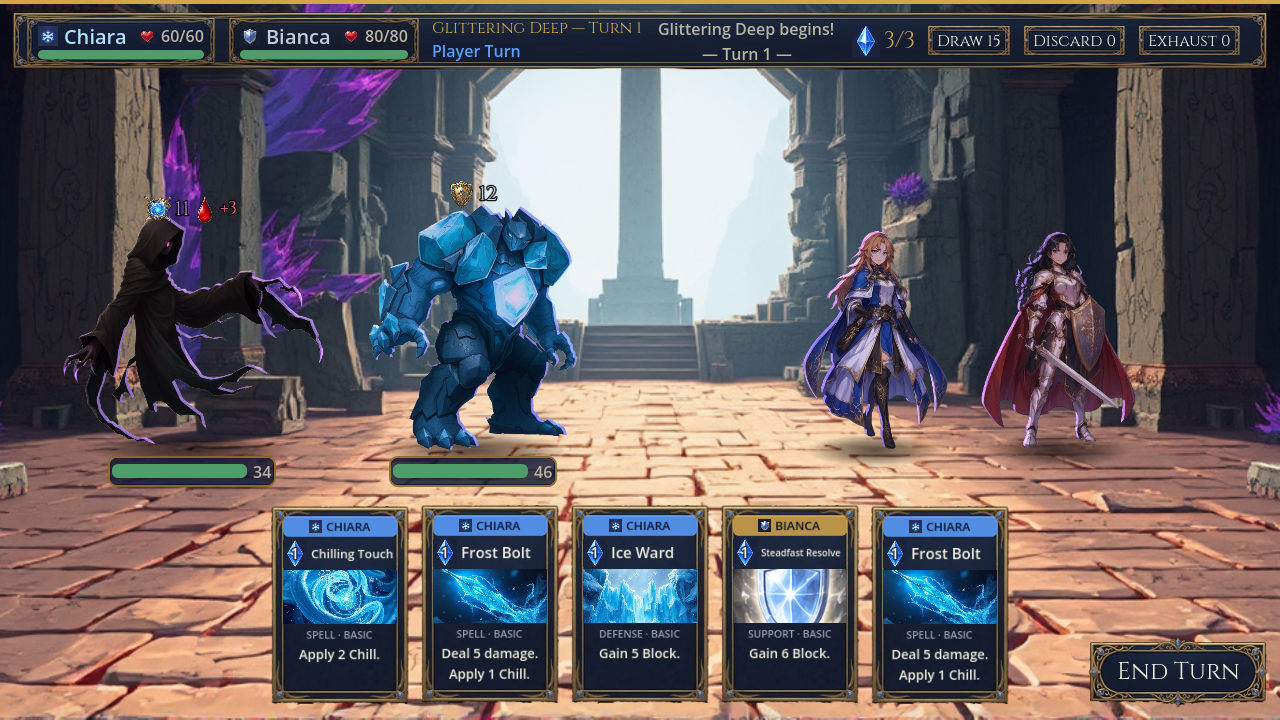 Chiara 60/60
Bianca 80/80
Glittering Deep — Turn 1
Player Turn
Glittering Deep begins!
— Turn 1 —
3/3
Draw 15
Discard 0
Exhaust 0
11 +3
12
34
46
CHIARA
1 Chilling Touch
SPELL · BASIC
Apply 2 Chill.
CHIARA
1 Frost Bolt
SPELL · BASIC
Deal 5 damage.
Apply 1 Chill.
CHIARA
1 Ice Ward
DEFENSE · BASIC
Gain 5 Block.
BIANCA
1 Steadfast Resolve
SUPPORT · BASIC
Gain 6 Block.
CHIARA
1 Frost Bolt
SPELL · BASIC
Deal 5 damage.
Apply 1 Chill.
End Turn